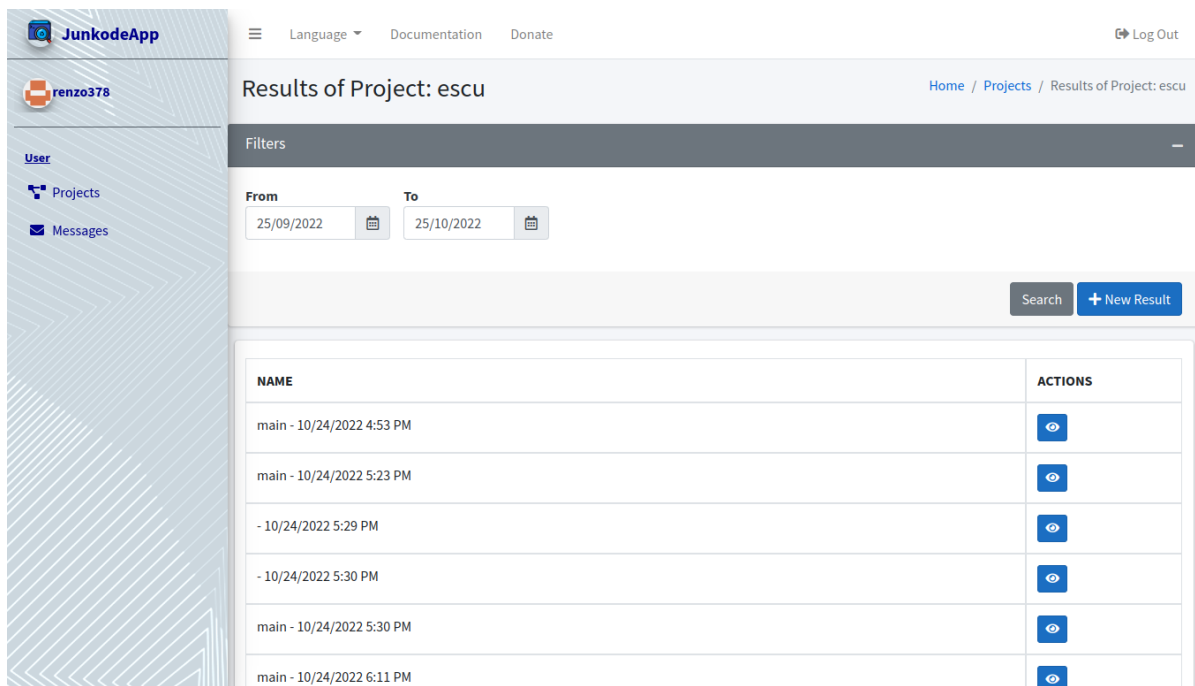 JunkodeApp
Language Documentation Donate Log Out
renzo378
User
Projects
Messages
Results of Project: escu
Home / Projects / Results of Project: escu
Filters
From To
25/09/2022 25/10/2022
Search New Result
NAME ACTIONS
main - 10/24/2022 4:53 PM
main - 10/24/2022 5:23 PM
- 10/24/2022 5:29 PM
- 10/24/2022 5:30 PM
main - 10/24/2022 5:30 PM
main - 10/24/2022 6:11 PM